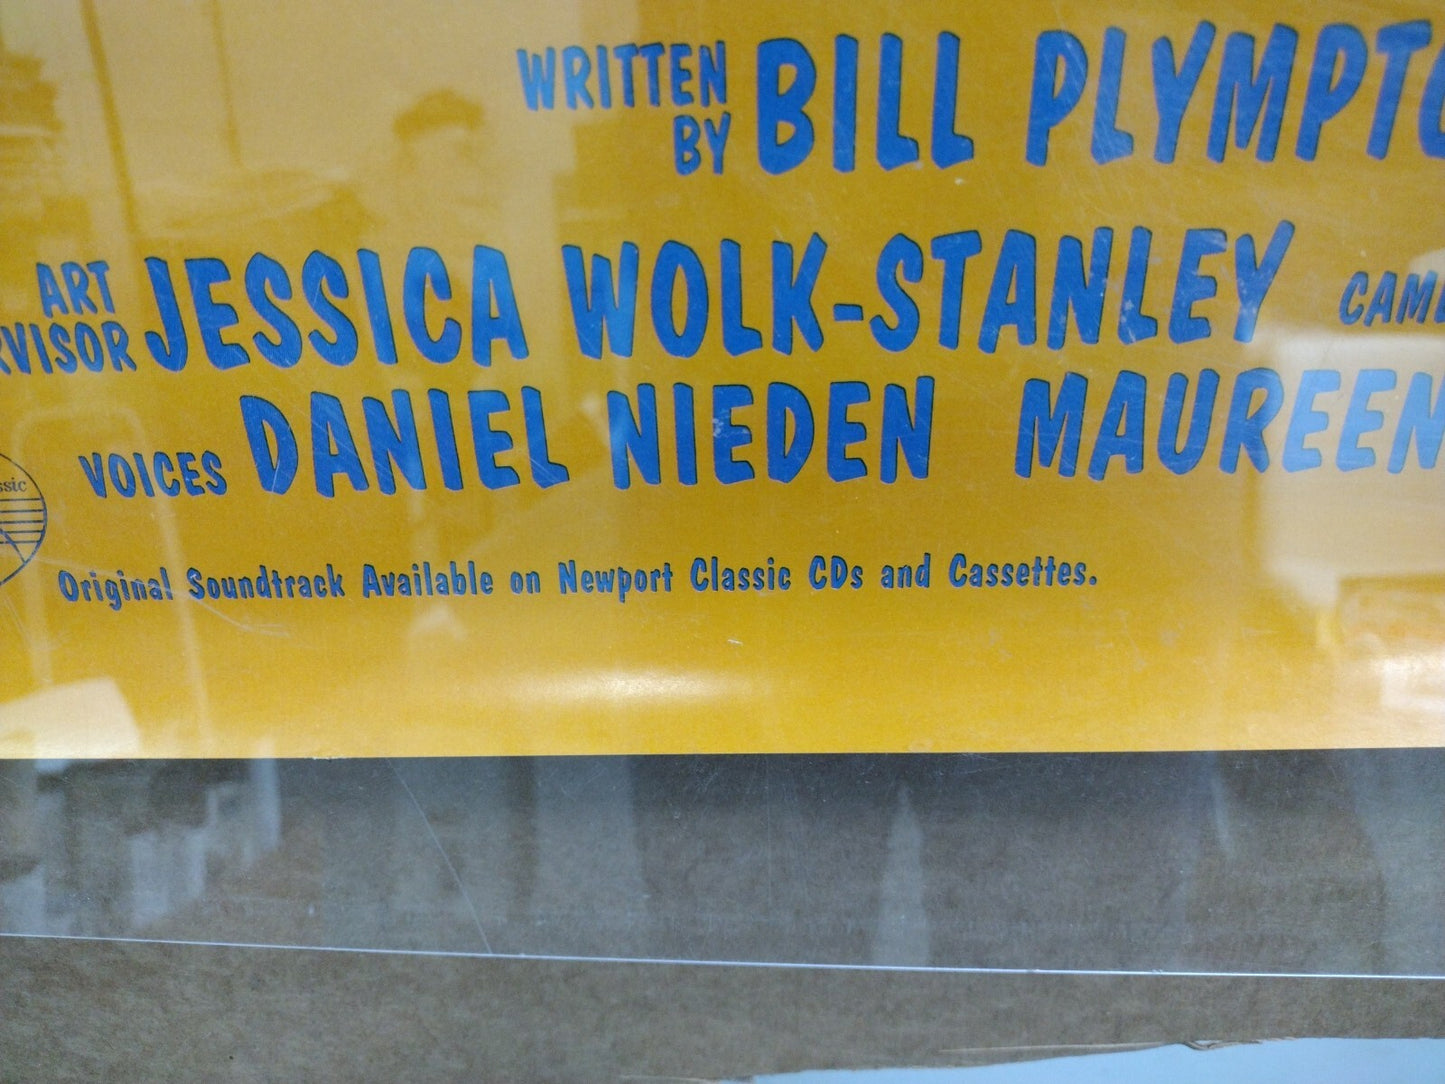 WRITTEN BY BILL PLYMPTO
ART
RVISOR JESSICA WOLK-STANLEY CAM
VOICES DANIEL NIEDEN MAUREEN
ssic
Original Soundtrack Available on Newport Classic CDs and Cassettes.